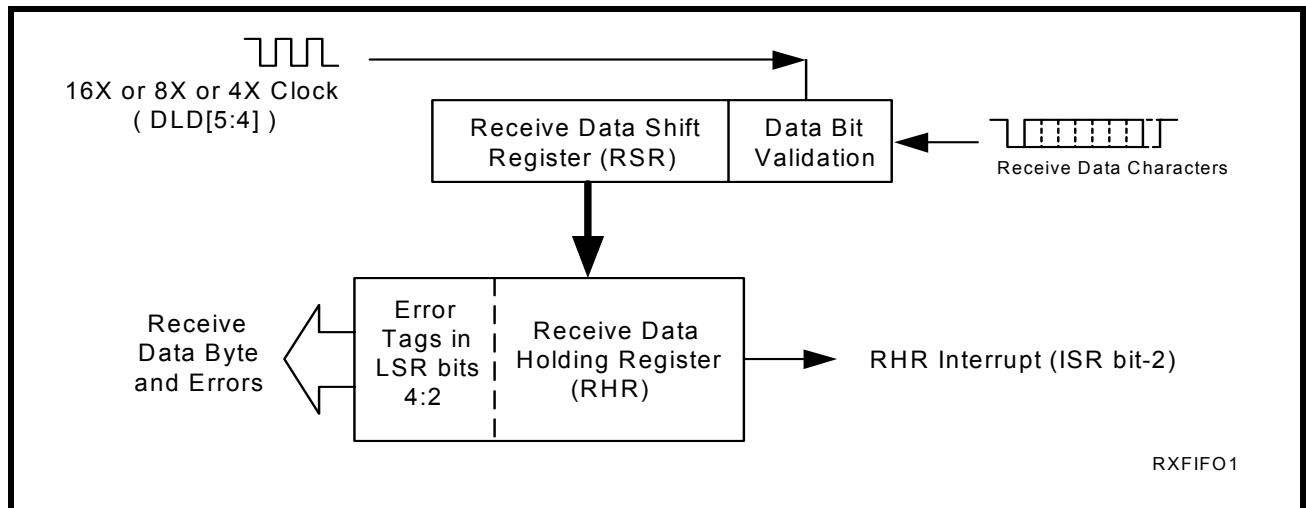 16X or 8X or 4X Clock
( DLD[5:4] )
Receive Data Shift
Register (RSR)
Data Bit
Validation
Receive Data Characters
Receive
Data Byte
and Errors
Error
Tags in
LSR bits
4:2
Receive Data
Holding Register
(RHR)
RHR Interrupt (ISR bit-2)
RXFIFO1